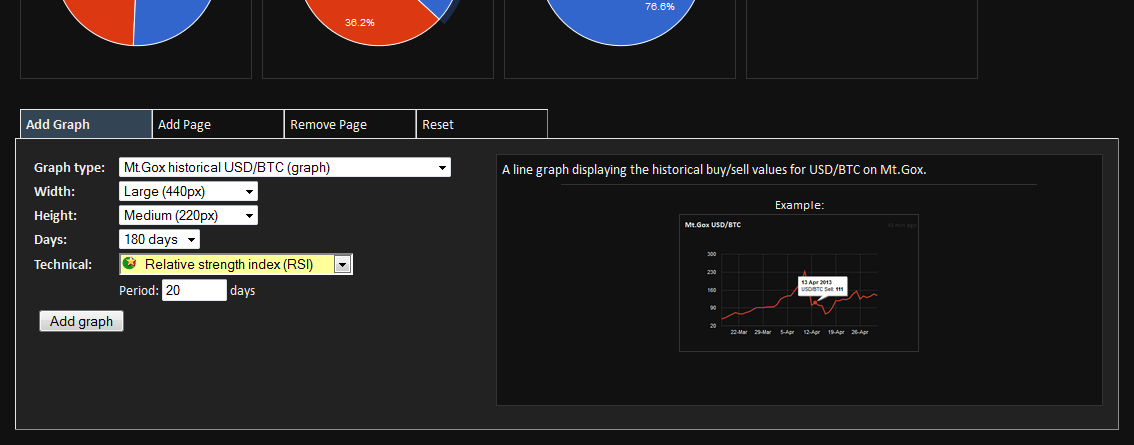 36.2%
76.6%
Add Graph
Add Page
Remove Page
Reset
Graph type: Mt.Gox historical USD/BTC (graph)
Width: Large (440px)
Height: Medium (220px)
Days: 180 days
Technical: Relative strength index (RSI)
Period: 20 days
Add graph
A line graph displaying the historical buy/sell values for USD/BTC on Mt.Gox.
Example:
Mt.Gox USD/BTC
300
230
160
90
20
13 Apr 2013
USD/BTC Sell: 111
22-Mar 29-Mar 5-Apr 12-Apr 19-Apr 26-Apr